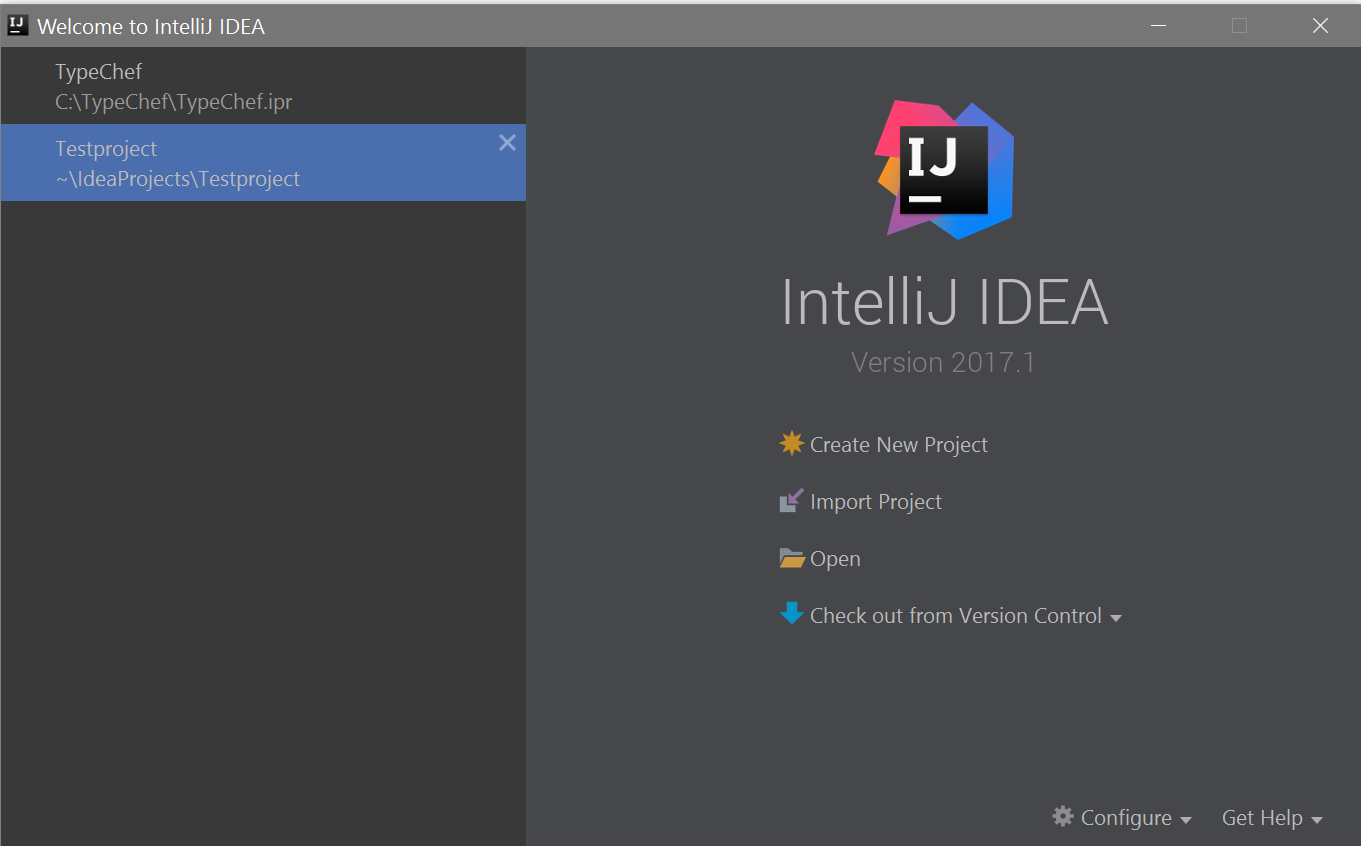 IJ Welcome to IntelliJ IDEA
TypeChef
C:\TypeChef\TypeChef.ipr
Testproject
~\IdeaProjects\Testproject
IJ
IntelliJ IDEA
Version 2017.1
Create New Project
Import Project
Open
Check out from Version Control
Configure
Get Help